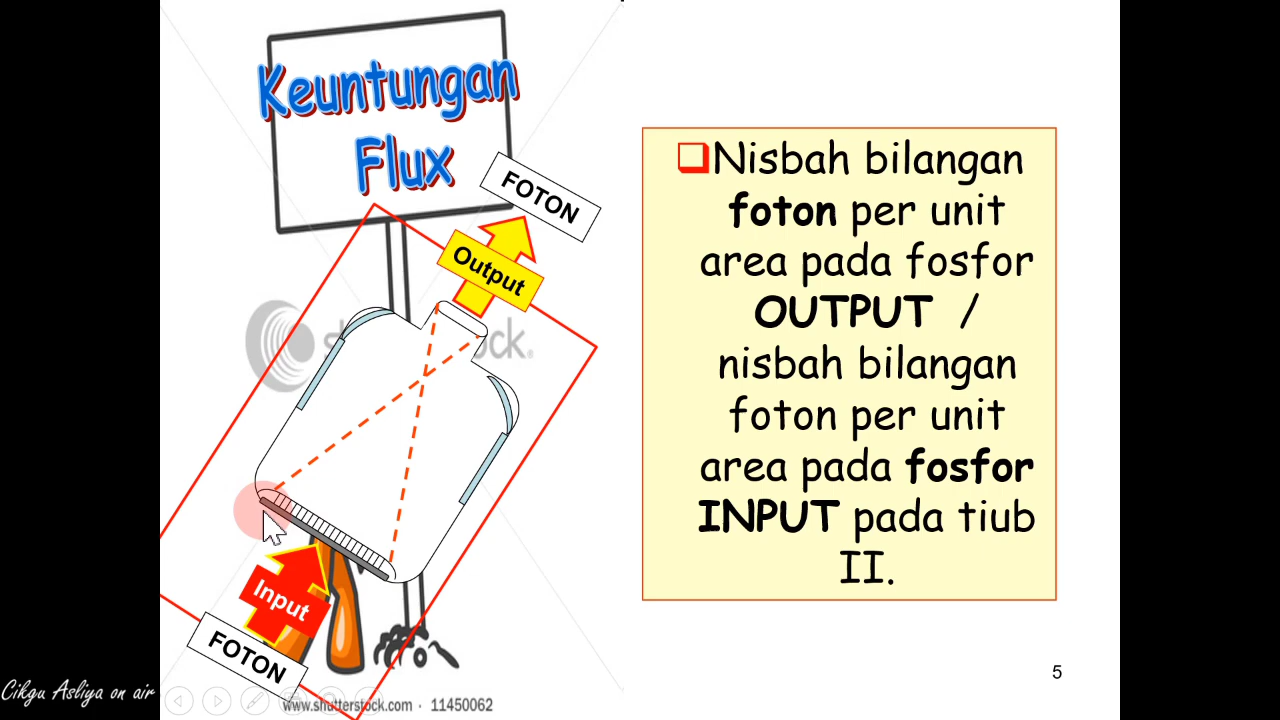 Keuntungan
Flux
FOTON
Output
Input
FOTON
Nisbah bilangan
foton per unit
area pada fosfor
OUTPUT /
nisbah bilangan
foton per unit
area pada fosfor
INPUT pada tiub
II.
5
Cikgu Asliya on air
www.shutterstock.com · 11450062